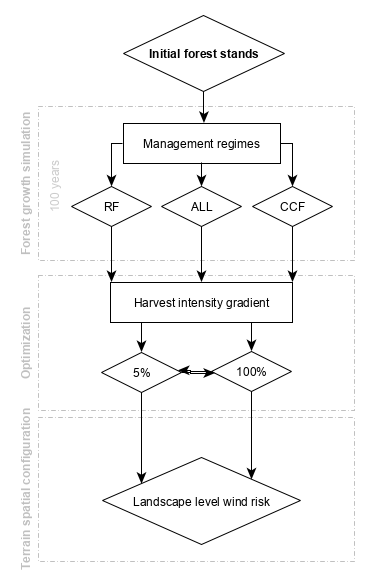 Initial forest stands
Forest growth simulation
100 years
Management regimes
RF
ALL
CCF
Optimization
Harvest intensity gradient
5%
100%
Terrain spatial configuration
Landscape level wind risk